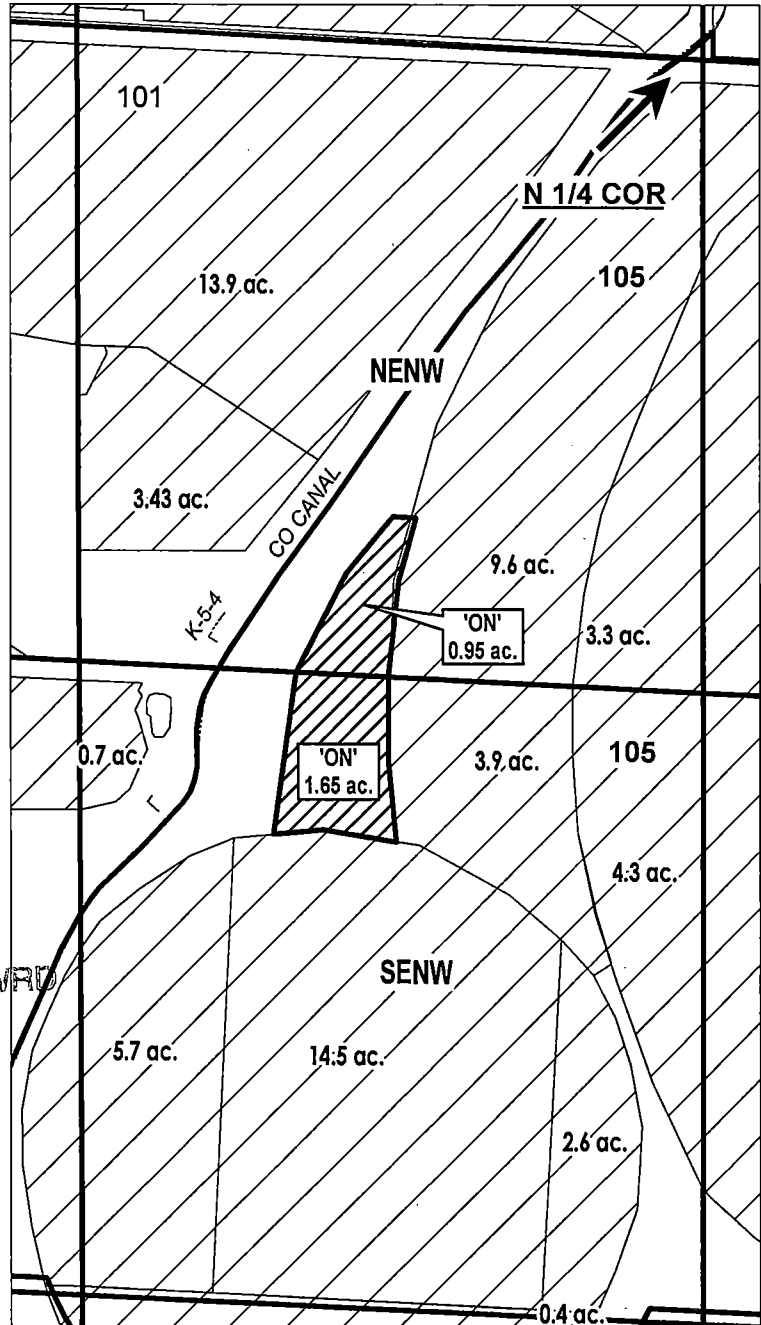 101
N 1/4 COR
13.9 ac.
105
NENW
3.43 ac.
CO CANAL
9.6 ac.
K-5-4
'ON'
0.95 ac.
3.3 ac.
0.7 ac.
'ON'
1.65 ac.
3.9 ac.
105
4.3 ac.
SENW
5.7 ac.
14.5 ac.
2.6 ac.
0.4 ac.